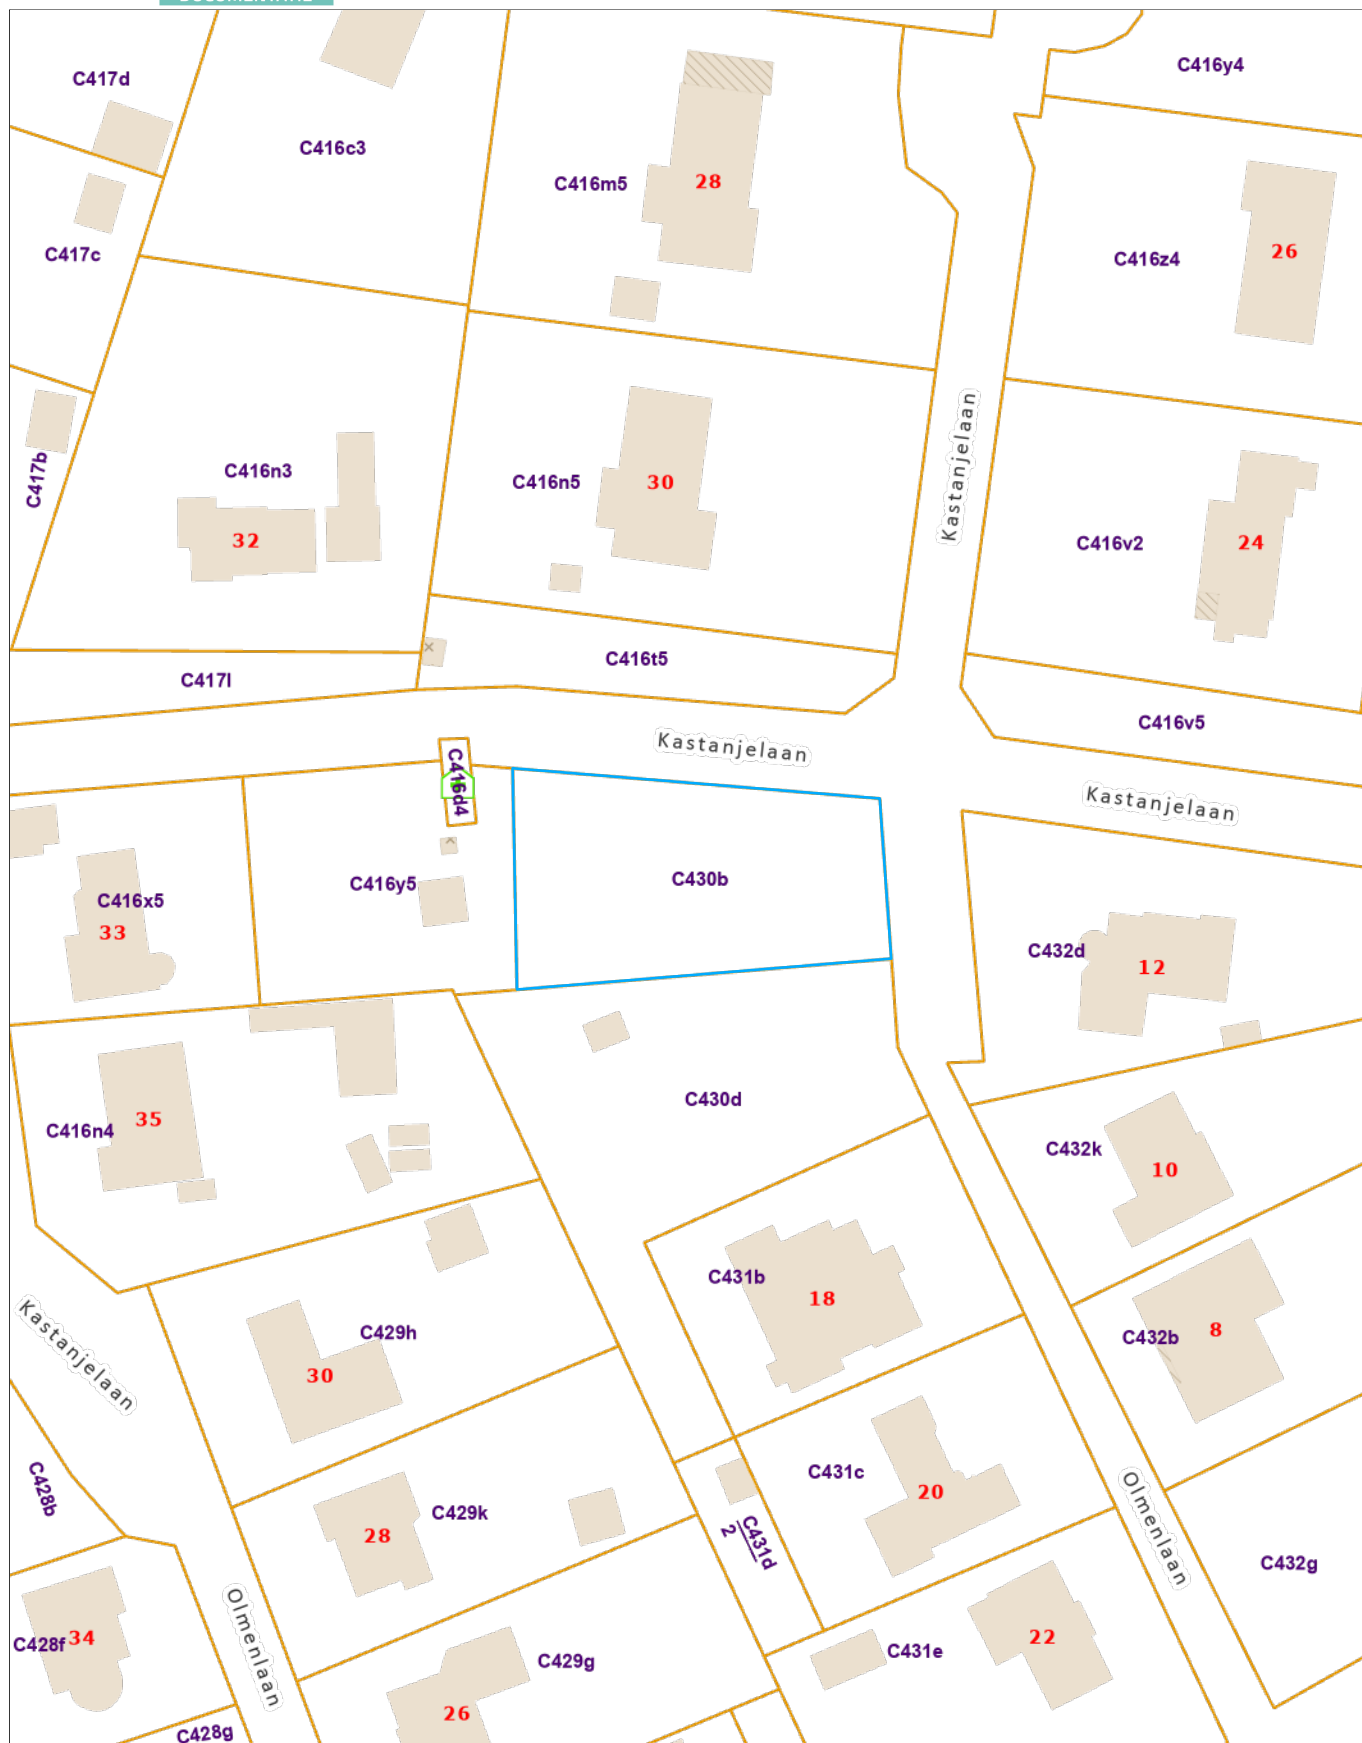 C417d
C416y4
C416c3
C416m5
28
C417c
C416z4
26
C417b
C416n3
32
C416n5
30
Kastanjelaan
C416v2
24
C417l
C416t5
C416v5
Kastanjelaan
Kastanjelaan
C416d4
C416x5
33
C416y5
C430b
C432d
12
C416n4
35
C430d
C432k
10
C431b
18
C432b
8
Kastanjelaan
C429h
30
C428b
C429k
28
C431c
20
C431d
2
Olmenlaan
C432g
Olmenlaan
C428f
34
C429g
26
C431e
22
C428g